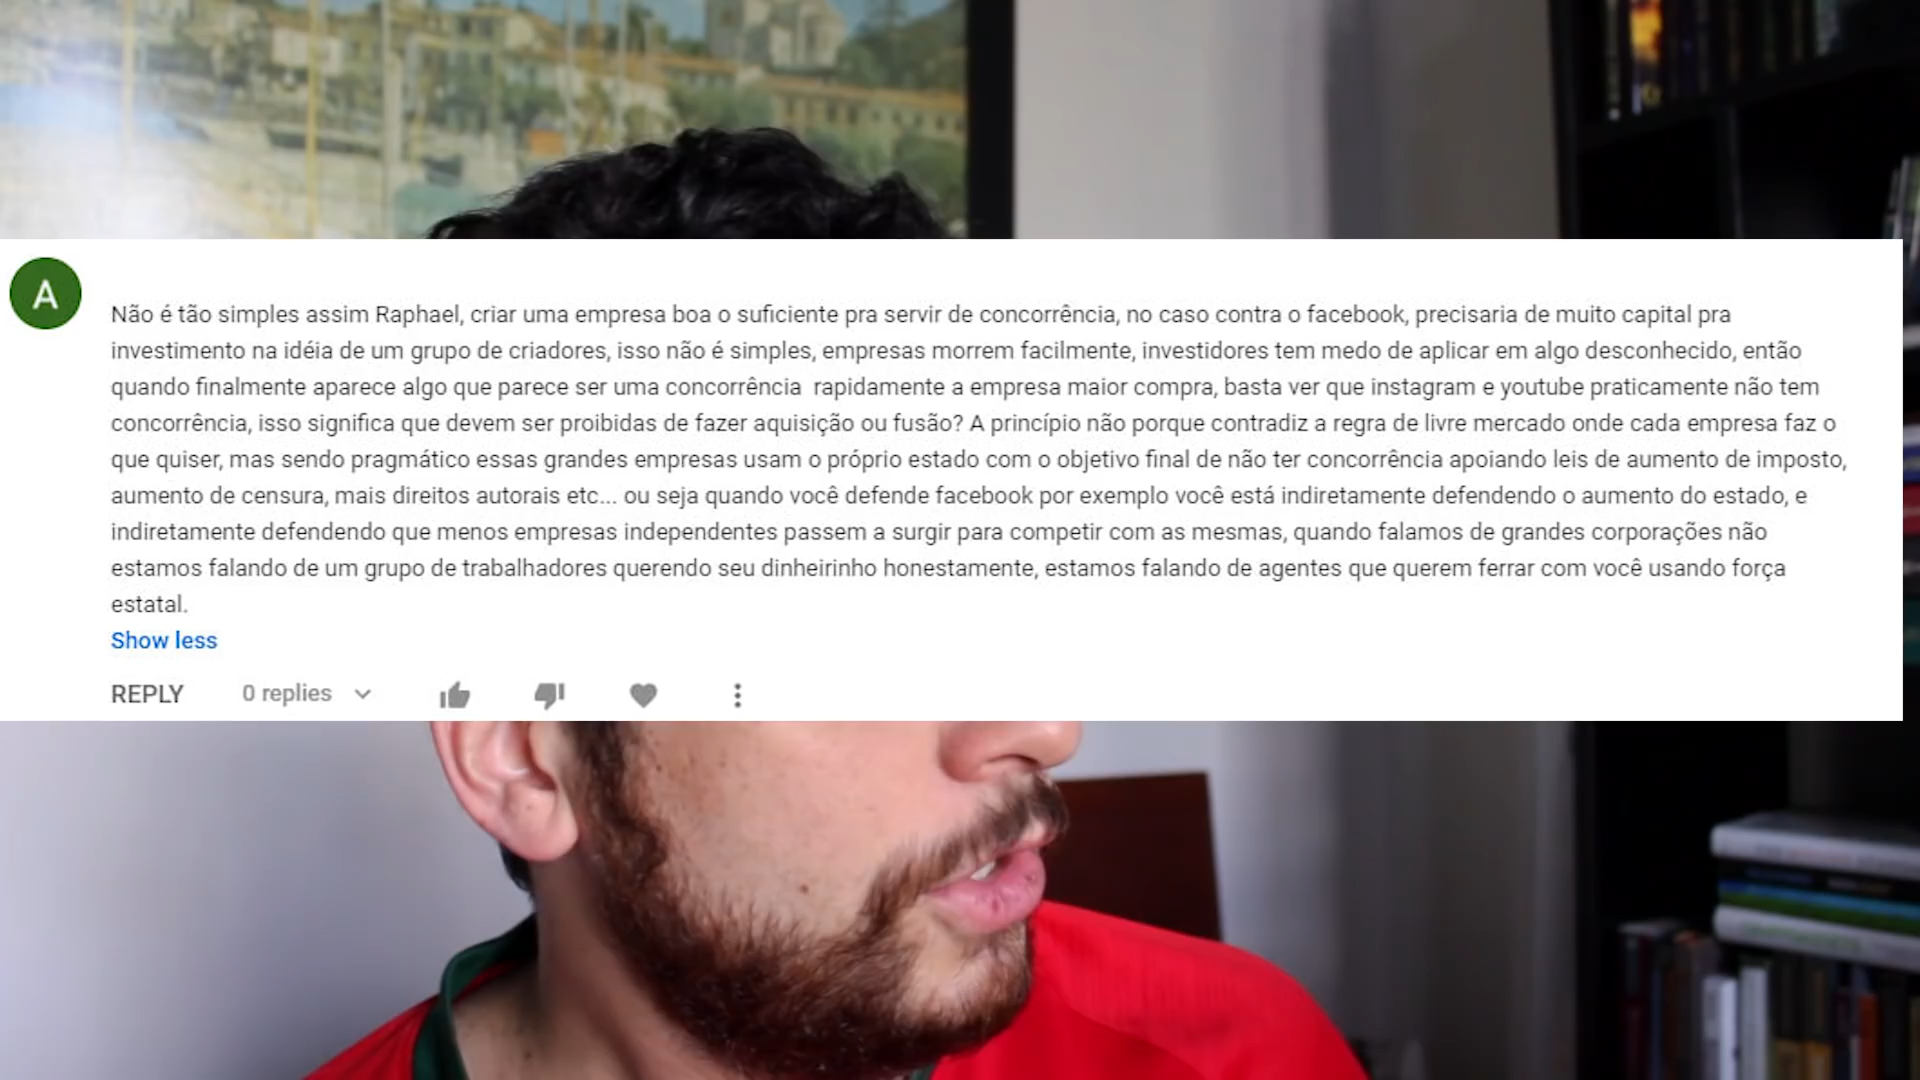 A
Não é tão simples assim Raphael, criar uma empresa boa o suficiente pra servir de concorrência, no caso contra o facebook, precisaria de muito capital pra
investimento na idéia de um grupo de criadores, isso não é simples, empresas morrem facilmente, investidores tem medo de aplicar em algo desconhecido, então
quando finalmente aparece algo que parece ser uma concorrência  rapidamente a empresa maior compra, basta ver que instagram e youtube praticamente não tem
concorrência, isso significa que devem ser proibidas de fazer aquisição ou fusão? A princípio não porque contradiz a regra de livre mercado onde cada empresa faz o
que quiser, mas sendo pragmático essas grandes empresas usam o próprio estado com o objetivo final de não ter concorrência apoiando leis de aumento de imposto,
aumento de censura, mais direitos autorais etc... ou seja quando você defende facebook por exemplo você está indiretamente defendendo o aumento do estado, e
indiretamente defendendo que menos empresas independentes passem a surgir para competir com as mesmas, quando falamos de grandes corporações não
estamos falando de um grupo de trabalhadores querendo seu dinheirinho honestamente, estamos falando de agentes que querem ferrar com você usando força
estatal.
Show less
REPLY 0 replies